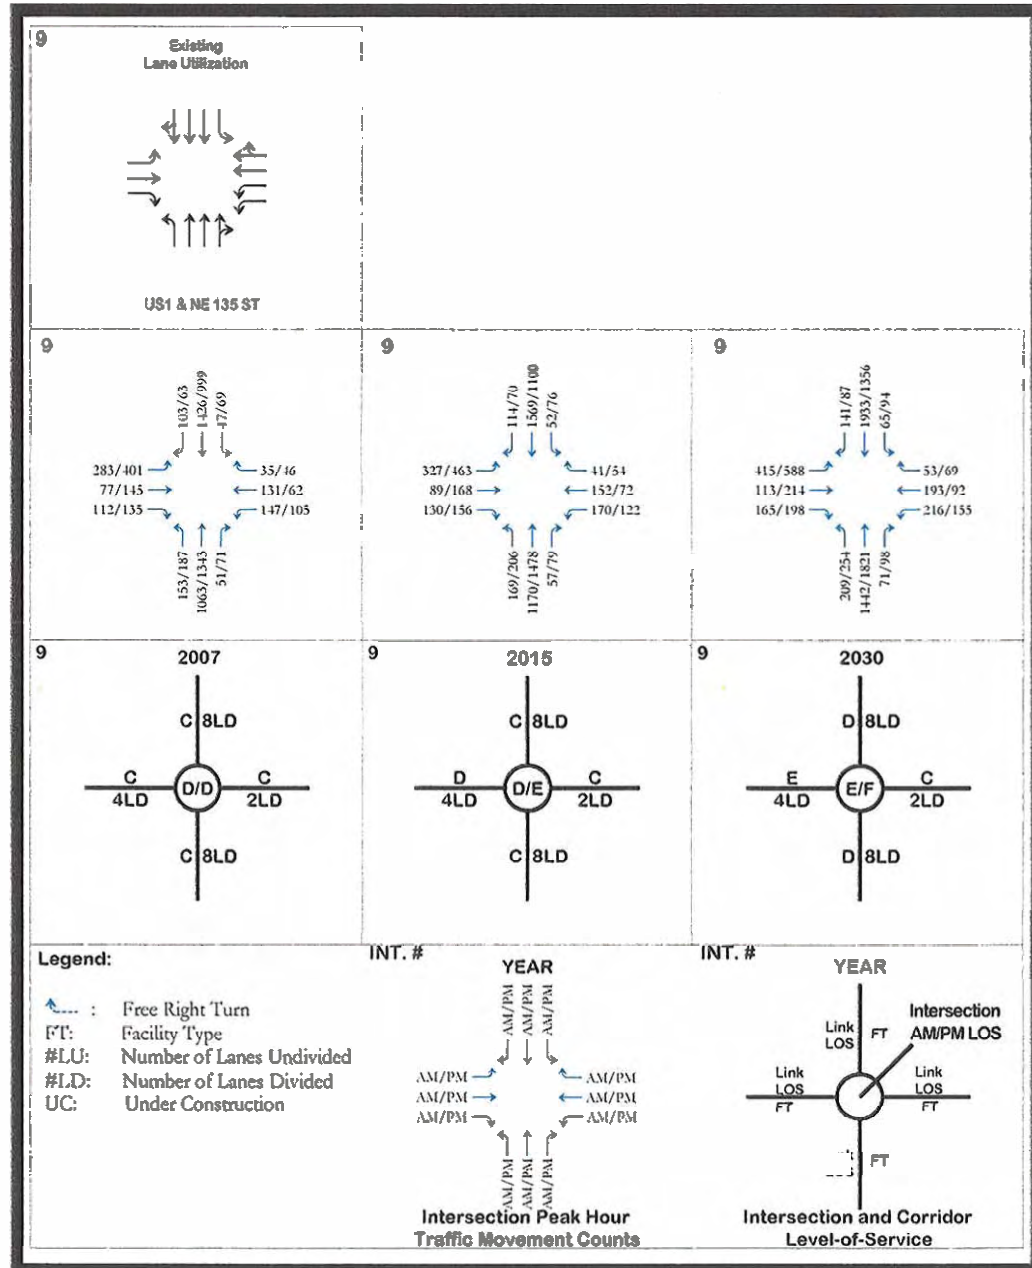 9
Existing
Lane Utilization
US1 & NE 135 ST
9
103/63
1426/999
47/69
283/401
77/145
112/135
35/46
131/62
147/105
153/187
1063/1343
51/71
9
114/70
1569/1100
52/76
327/463
89/168
130/156
41/54
152/72
170/122
169/206
1170/1478
57/79
9
141/87
1933/1356
65/94
415/588
113/214
165/198
53/69
193/92
216/155
209/254
1442/1821
71/98
9
2007
C 8LD
C
4LD
D/D
C
2LD
C 8LD
9
2015
C 8LD
D
4LD
D/E
C
2LD
C 8LD
9
2030
D 8LD
E
4LD
E/F
C
2LD
D 8LD
Legend:
: Free Right Turn
FT: Facility Type
#LU: Number of Lanes Undivided
#LD: Number of Lanes Divided
UC: Under Construction
INT. #
YEAR
AM/PM
AM/PM
AM/PM
AM/PM
AM/PM
AM/PM
AM/PM
AM/PM
AM/PM
AM/PM
AM/PM
AM/PM
Intersection Peak Hour
Traffic Movement Counts
INT. #
YEAR
Link
LOS
FT
Intersection
AM/PM LOS
Link
LOS
FT
Link
LOS
FT
FT
Intersection and Corridor
Level-of-Service